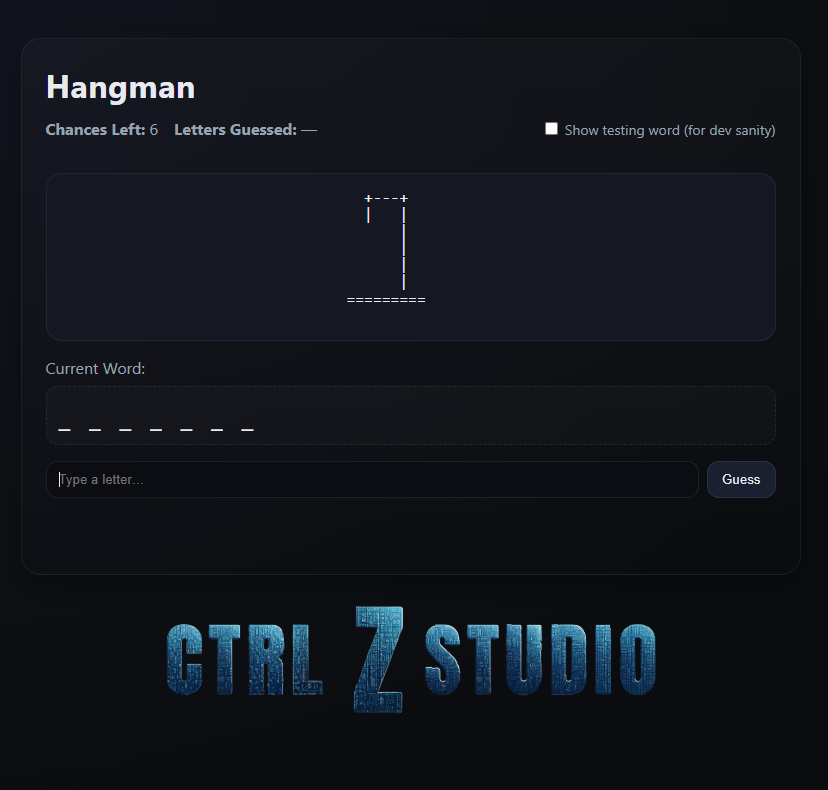 Hangman
Chances Left: 6 Letters Guessed: —
Show testing word (for dev sanity)
+---+
|   |
    |
    |
    |
    |
=========
Current Word:
_ _ _ _ _ _ _
Type a letter...
Guess
CTRL Z STUDIO